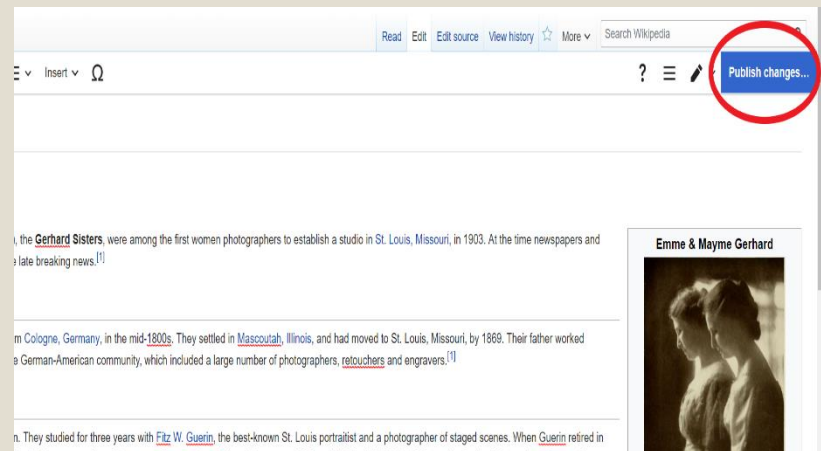 Read Edit Edit source View history More Search Wikipedia
Insert Ω ? Publish changes...
, the Gerhard Sisters, were among the first women photographers to establish a studio in St. Louis, Missouri, in 1903. At the time newspapers and
late breaking news.[1]
Emme & Mayme Gerhard
Cologne, Germany, in the mid-1800s. They settled in Mascoutah, Illinois, and had moved to St. Louis, Missouri, by 1869. Their father worked
German-American community, which included a large number of photographers, retouchers and engravers.[1]
n. They studied for three years with Fitz W. Guerin, the best-known St. Louis portraitist and a photographer of staged scenes. When Guerin retired in